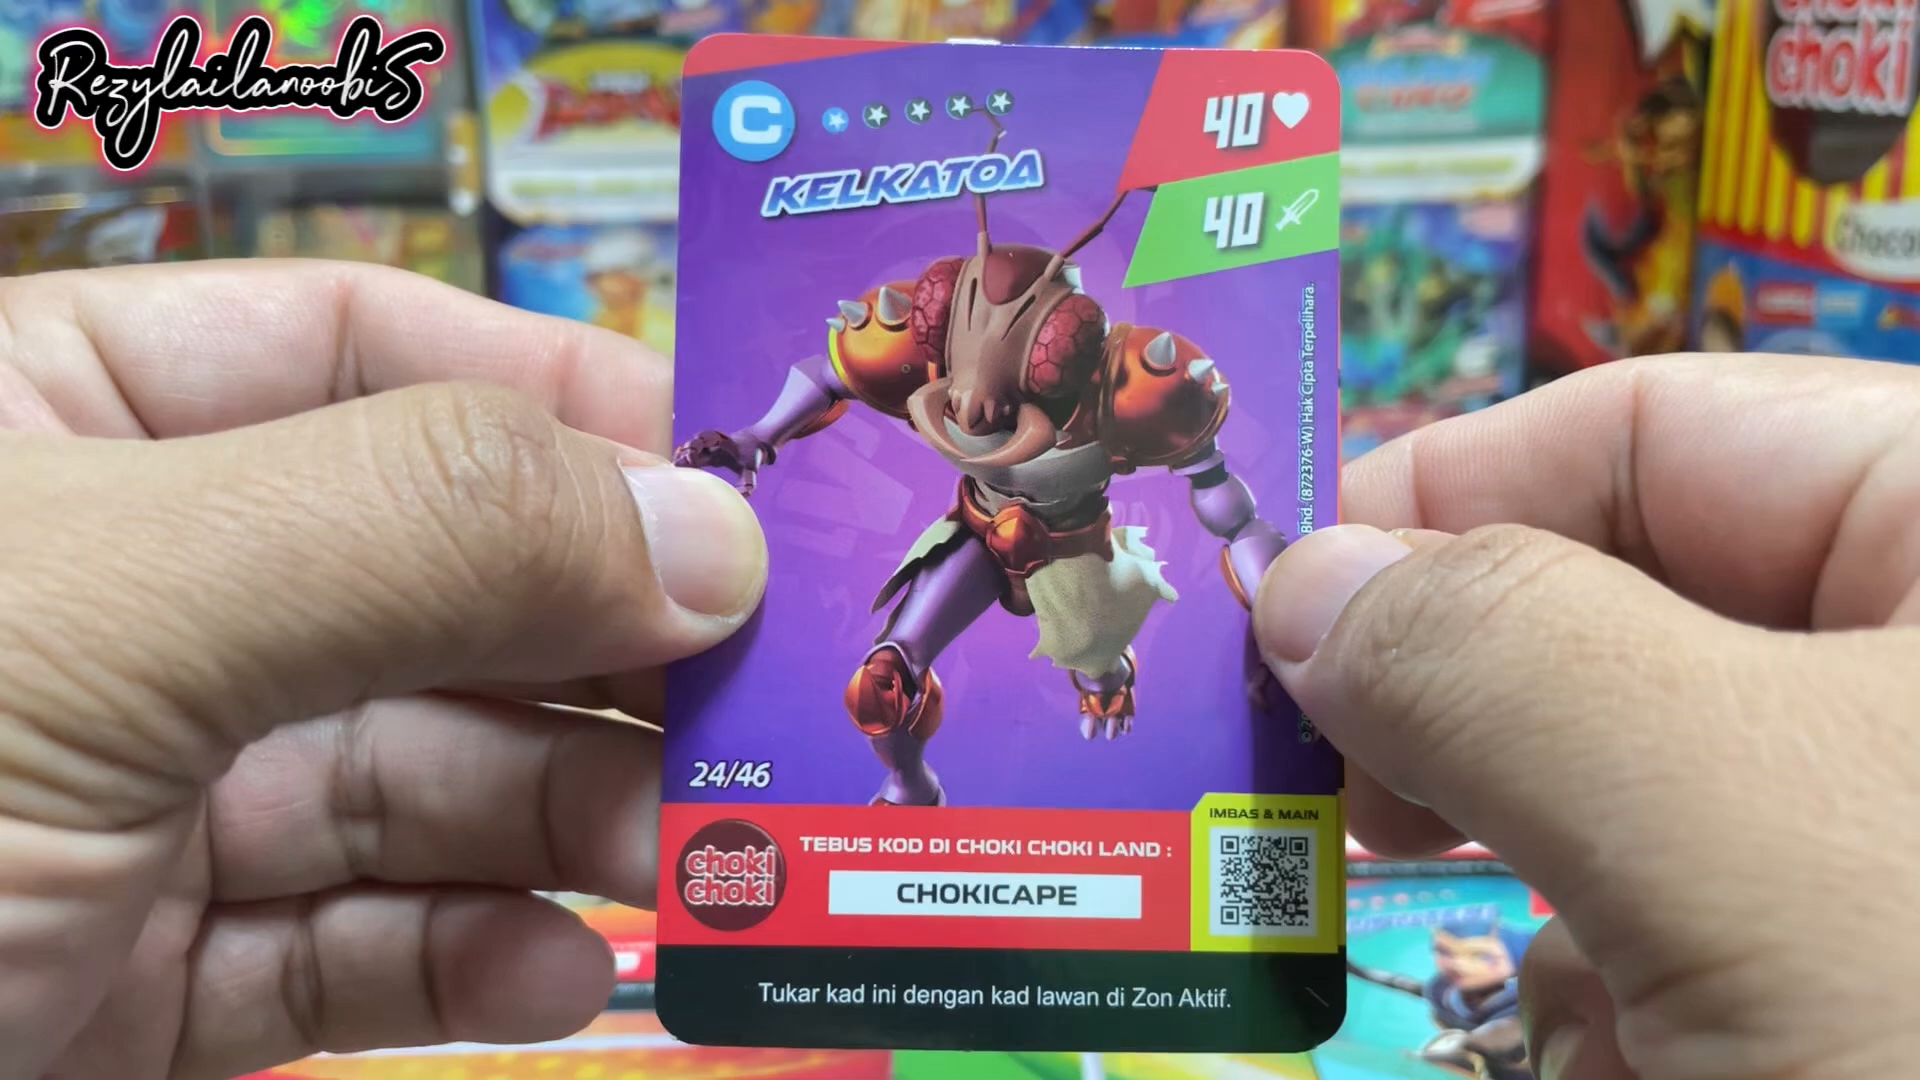 RezylailanoobiS
choki
choki
Choco
C
40
KELKATOA
40
Bhd. (872376-W) Hak Cipta Terpelihara.
24/46
IMBAS & MAIN
choki
choki
TEBUS KOD DI CHOKI CHOKI LAND :
CHOKICAPE
Tukar kad ini dengan kad lawan di Zon Aktif.